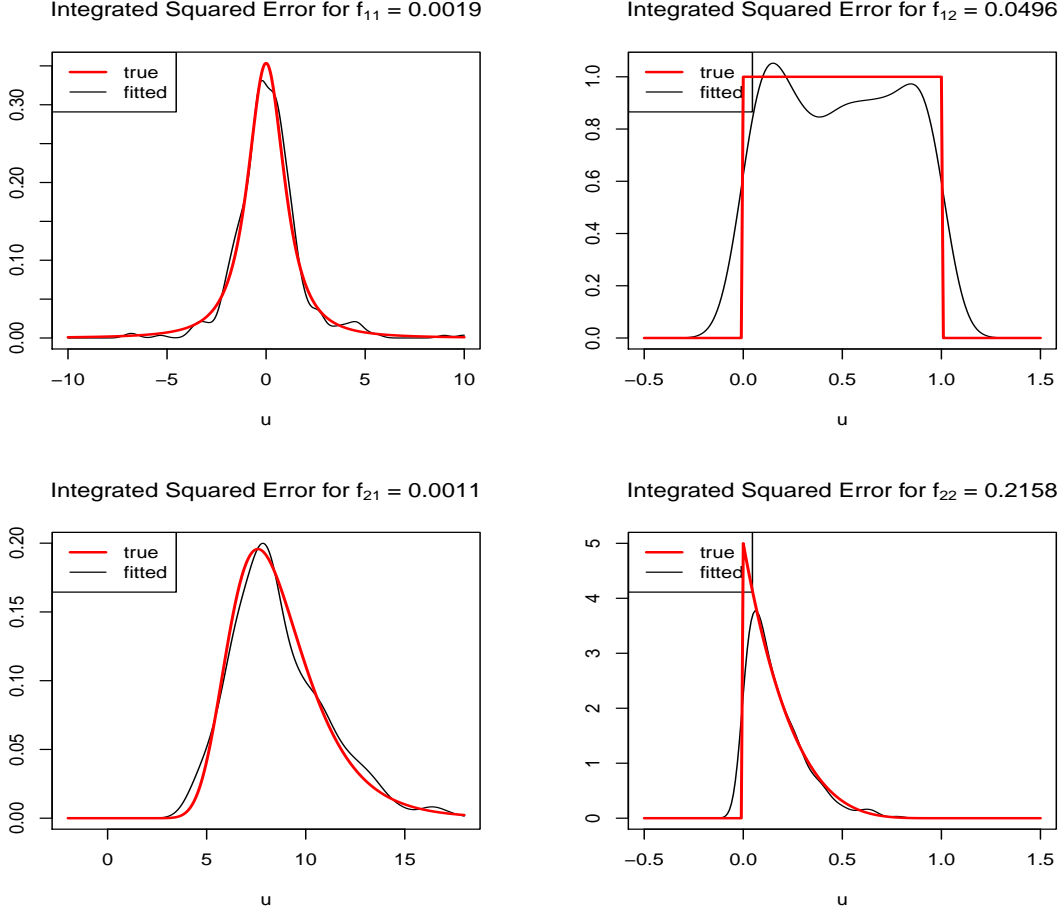 Integrated Squared Error for f₁₁ = 0.0019
true
fitted
0.00
0.10
0.20
0.30
−10
−5
0
5
10
u
Integrated Squared Error for f₁₂ = 0.0496
true
fitted
0.0
0.2
0.4
0.6
0.8
1.0
−0.5
0.0
0.5
1.0
1.5
u
Integrated Squared Error for f₂₁ = 0.0011
true
fitted
0.00
0.05
0.10
0.15
0.20
0
5
10
15
u
Integrated Squared Error for f₂₂ = 0.2158
true
fitted
0
1
2
3
4
5
−0.5
0.0
0.5
1.0
1.5
u